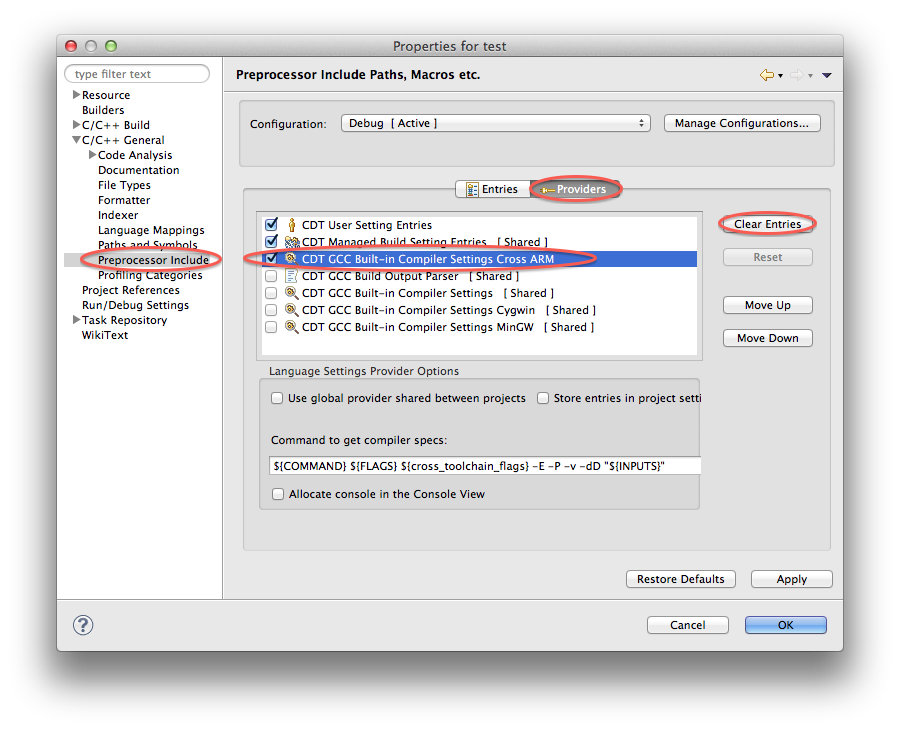 Properties for test
type filter text
Resource
Builders
C/C++ Build
C/C++ General
Code Analysis
Documentation
File Types
Formatter
Indexer
Language Mappings
Paths and Symbols
Preprocessor Include
Profiling Categories
Project References
Run/Debug Settings
Task Repository
WikiText
Preprocessor Include Paths, Macros etc.
Configuration:
Debug [ Active ]
Manage Configurations...
Entries
Providers
CDT User Setting Entries
CDT Managed Build Setting Entries [ Shared ]
CDT GCC Built-in Compiler Settings Cross ARM
CDT GCC Build Output Parser [ Shared ]
CDT GCC Built-in Compiler Settings [ Shared ]
CDT GCC Built-in Compiler Settings Cygwin [ Shared ]
CDT GCC Built-in Compiler Settings MinGW [ Shared ]
Clear Entries
Reset
Move Up
Move Down
Language Settings Provider Options
Use global provider shared between projects
Store entries in project setti
Command to get compiler specs:
${COMMAND} ${FLAGS} ${cross_toolchain_flags} -E -P -v -dD "${INPUTS}"
Allocate console in the Console View
Restore Defaults
Apply
?
Cancel
OK